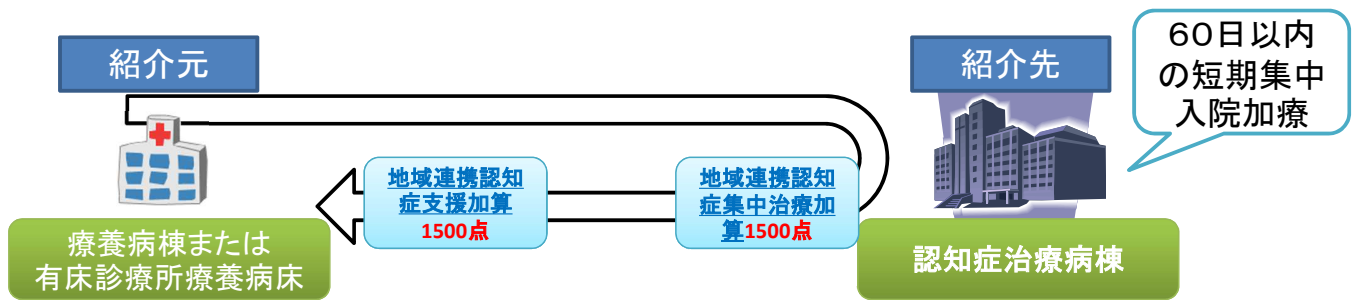 紹介元
紹介先
60日以内
の短期集中
入院加療
地域連携認知
症支援加算
1500点
地域連携認知
症集中治療加
算1500点
療養病棟または
有床診療所療養病床
認知症治療病棟